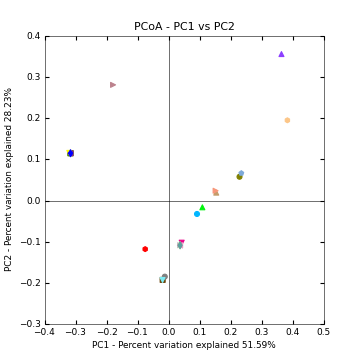 PCoA - PC1 vs PC2
PC2 - Percent variation explained 28.23%
0.4
0.3
0.2
0.1
0.0
−0.1
−0.2
−0.3
−0.4 −0.3 −0.2 −0.1 0.0 0.1 0.2 0.3 0.4 0.5
PC1 - Percent variation explained 51.59%